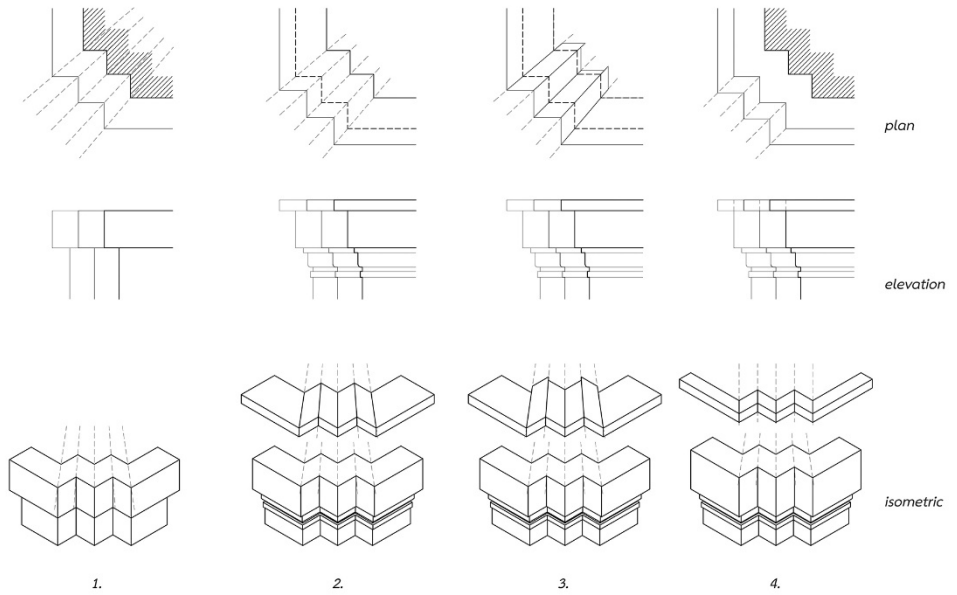 plan
elevation
isometric
1.
2.
3.
4.